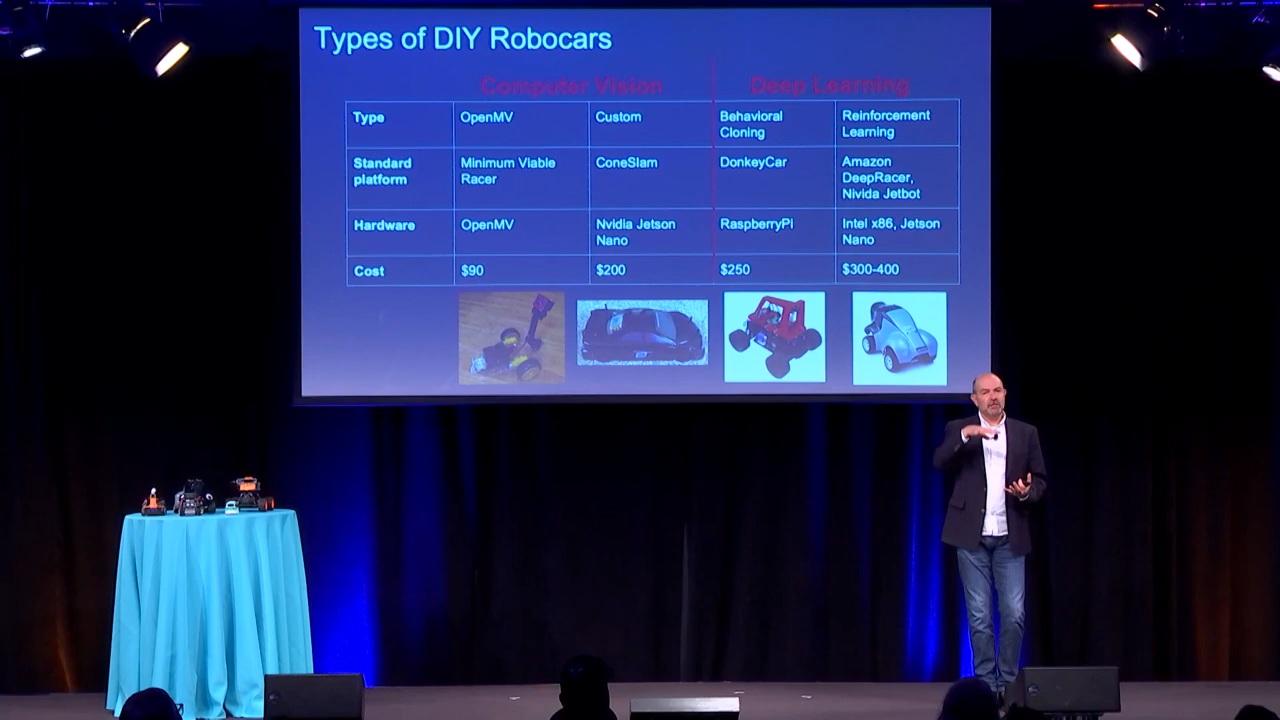 Types of DIY Robocars
Computer Vision
Deep Learning
Type
OpenMV
Custom
Behavioral
Cloning
Reinforcement
Learning
Standard
platform
Minimum Viable
Racer
ConeSlam
DonkeyCar
Amazon
DeepRacer,
Nivida Jetbot
Hardware
OpenMV
Nvidia Jetson
Nano
RaspberryPi
Intel x86, Jetson
Nano
Cost
$90
$200
$250
$300-400